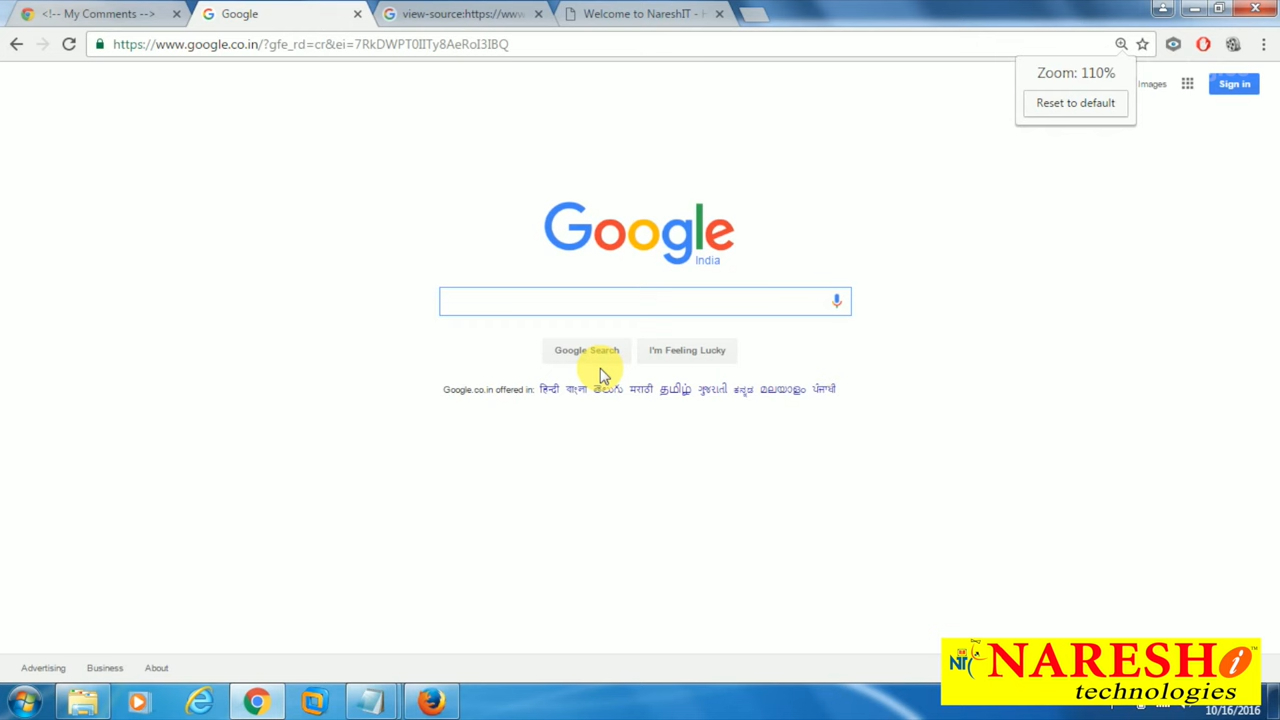 <!-- My Comments -->
Google
view-source:https://www
Welcome to NareshIT - H
https://www.google.co.in/?gfe_rd=cr&ei=7RkDWPT0IITy8AeRoI3IBQ
Zoom: 110%
Reset to default
Images
Sign in
Google
India
Google Search
I'm Feeling Lucky
Google.co.in offered in: हिन्दी বাংলা తెలుగు मराठी தமிழ் ગુજરાતી ಕನ್ನಡ മലയാളം ਪੰਜਾਬੀ
Advertising Business About
NARESH i
technologies
10/16/2016